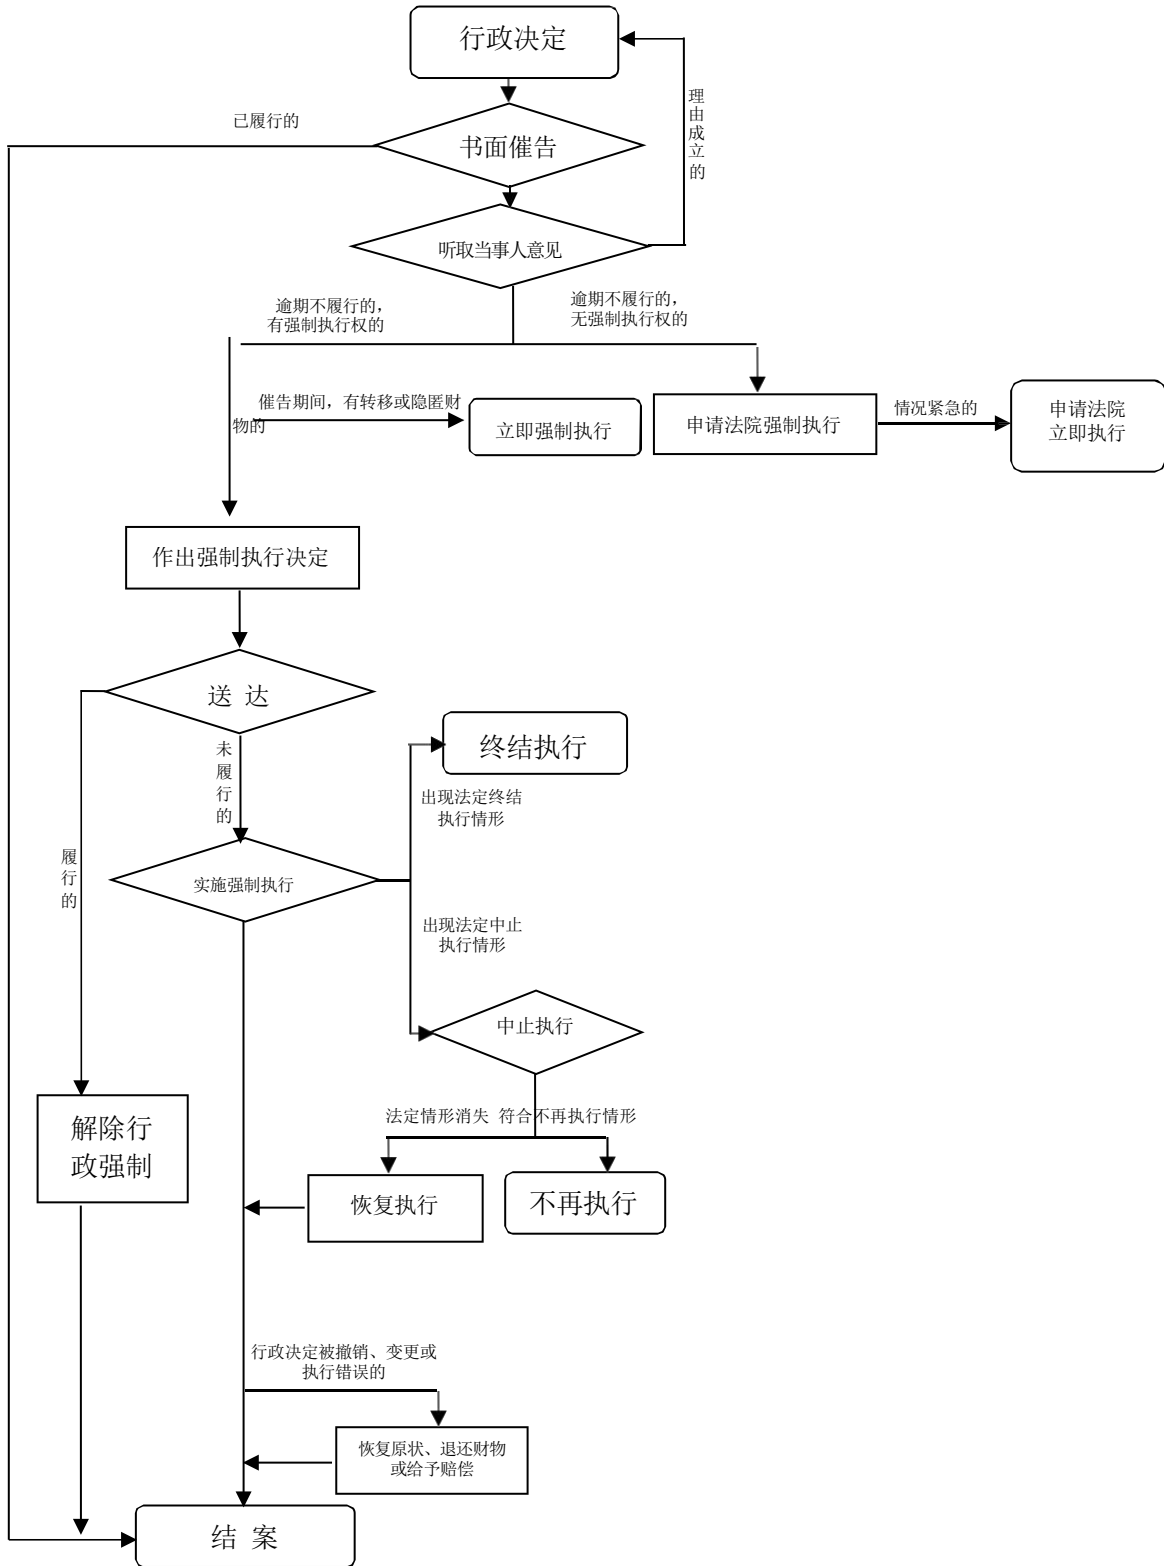 行政决定
理
由
成
立
的
已履行的
书面催告
听取当事人意见
逾期不履行的，
有强制执行权的
逾期不履行的，
无强制执行权的
催告期间，有转移或隐匿财
物的
立即强制执行
申请法院强制执行
情况紧急的
申请法院
立即执行
作出强制执行决定
送 达
未
履
行
的
终结执行
出现法定终结
执行情形
履
行
的
实施强制执行
出现法定中止
执行情形
中止执行
法定情形消失 符合不再执行情形
解除行
政强制
恢复执行
不再执行
行政决定被撤销、变更或
执行错误的
恢复原状、退还财物
或给予赔偿
结 案